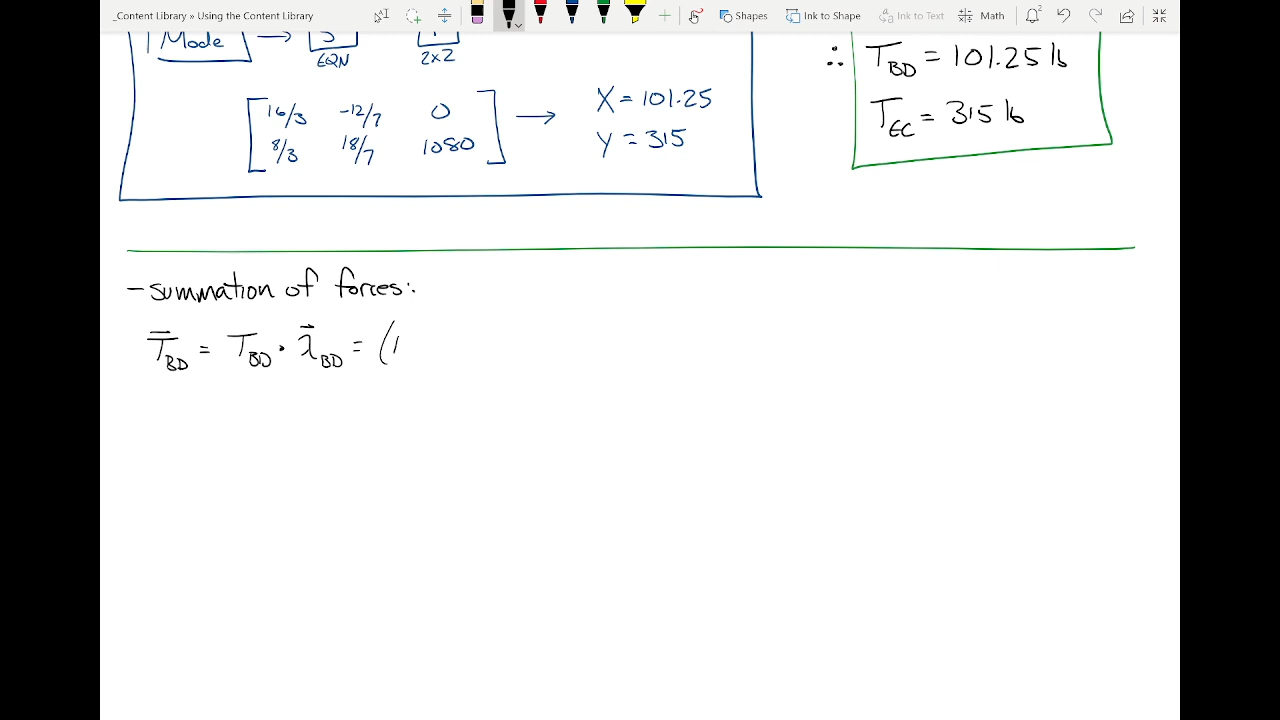 _Content Library » Using the Content Library
Shapes Ink to Shape Ink to Text Math
Mode → EQN 2x2
∴ T_BD = 101.25 lb
T_EC = 315 lb
16/3 -12/7 0 → X = 101.25
8/3 18/7 1080 Y = 315
- summation of forces:
T̄_BD = T_BD · λ⃗_BD = (1